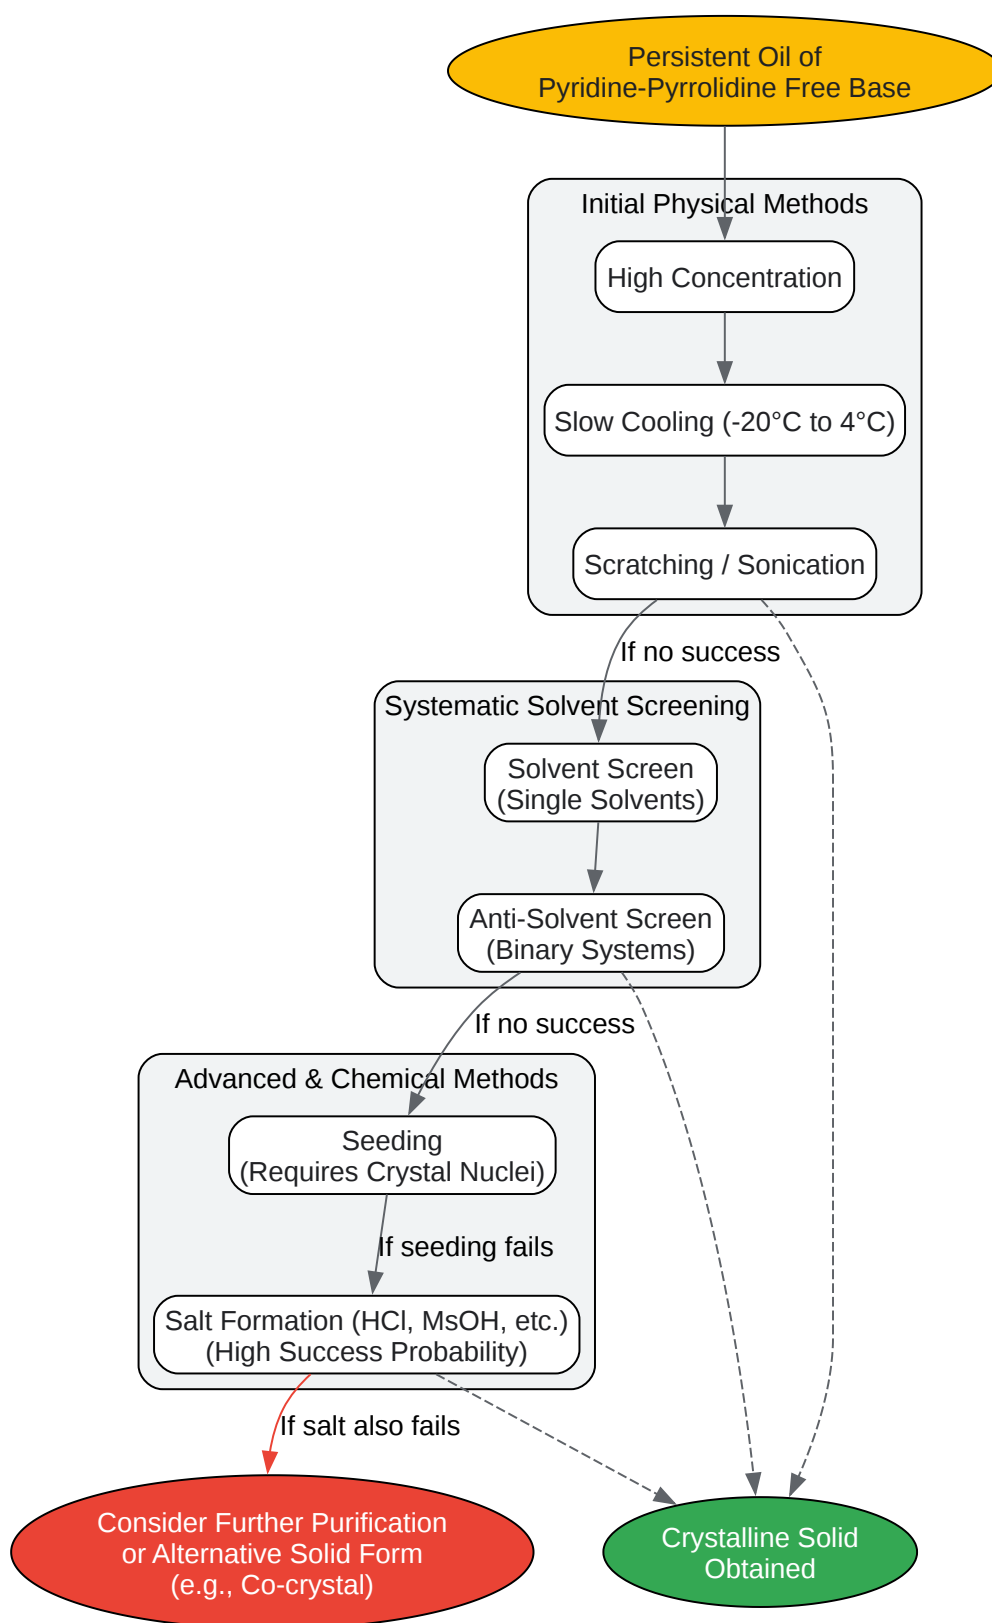 Persistent Oil of
Pyridine-Pyrrolidine Free Base
Initial Physical Methods
High Concentration
Slow Cooling (-20°C to 4°C)
Scratching / Sonication
If no success
Systematic Solvent Screening
Solvent Screen
(Single Solvents)
Anti-Solvent Screen
(Binary Systems)
If no success
Advanced & Chemical Methods
Seeding
(Requires Crystal Nuclei)
If seeding fails
Salt Formation (HCl, MsOH, etc.)
(High Success Probability)
If salt also fails
Consider Further Purification
or Alternative Solid Form
(e.g., Co-crystal)
Crystalline Solid
Obtained